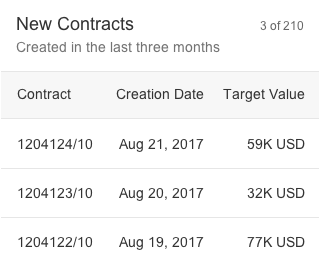 New Contracts 3 of 210
Created in the last three months
Contract Creation Date Target Value
1204124/10 Aug 21, 2017 59K USD
1204123/10 Aug 20, 2017 32K USD
1204122/10 Aug 19, 2017 77K USD